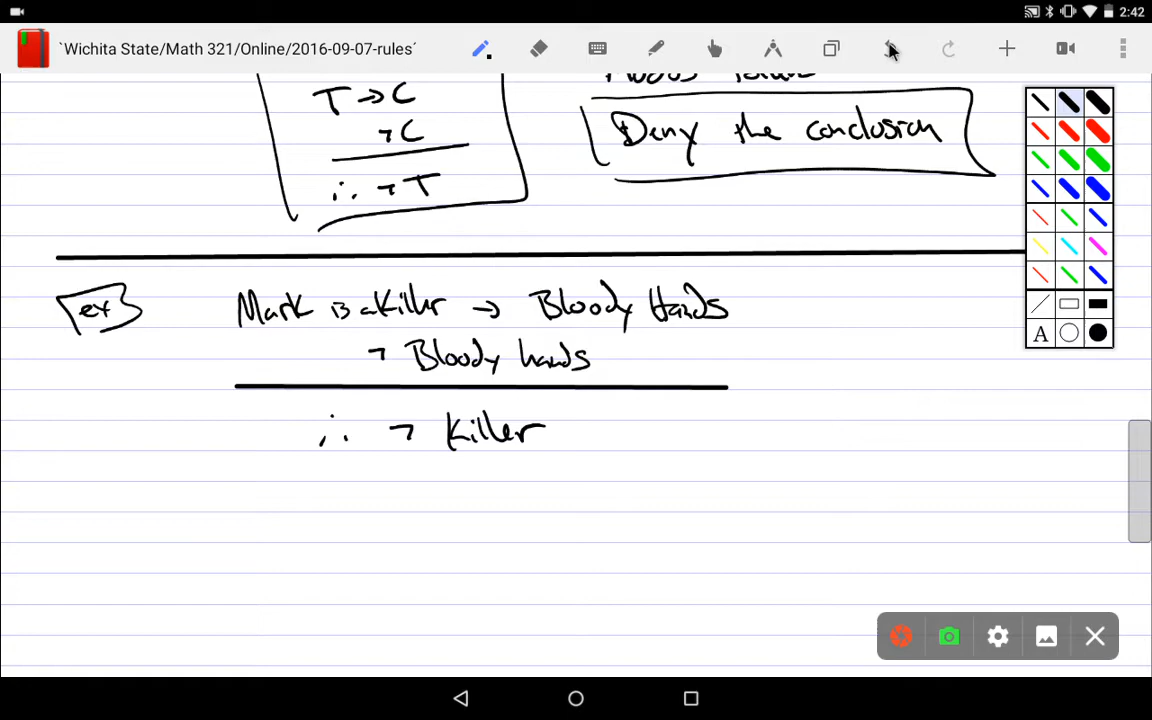 2:42
`Wichita State/Math 321/Online/2016-09-07-rules´
T → C
¬ C
∴ ¬ T
Deny the conclusion
ex
Mark is a Killer → Bloody Hands
¬ Bloody hands
∴ ¬ Killer
A